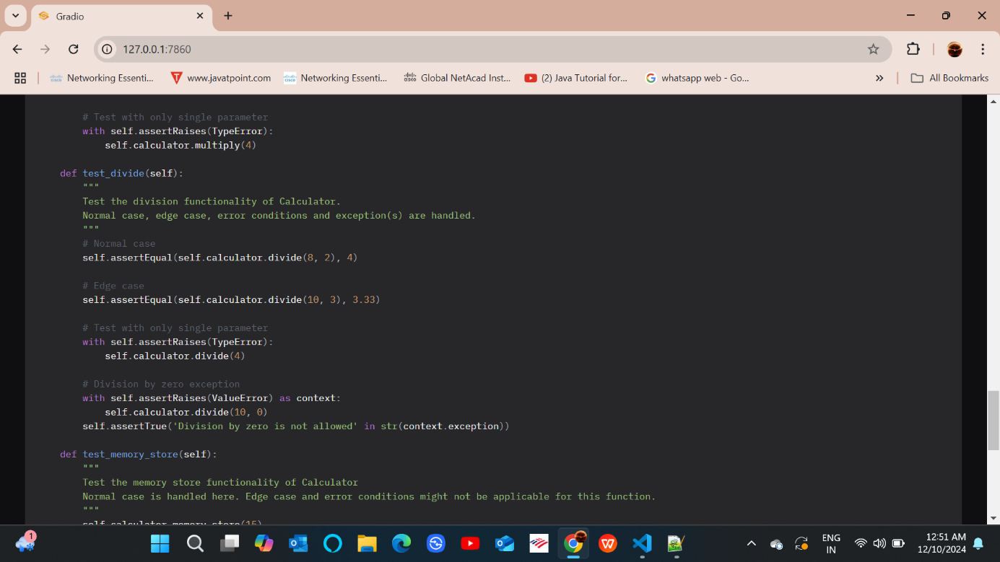 Gradio
127.0.0.1:7860
Networking Essenti...
www.javatpoint.com
Networking Essenti...
Global NetAcad Inst...
(2) Java Tutorial for...
whatsapp web - Go...
»
All Bookmarks
# Test with only single parameter
with self.assertRaises(TypeError):
self.calculator.multiply(4)
def test_divide(self):
"""
Test the division functionality of Calculator.
Normal case, edge case, error conditions and exception(s) are handled.
"""
# Normal case
self.assertEqual(self.calculator.divide(8, 2), 4)
# Edge case
self.assertEqual(self.calculator.divide(10, 3), 3.33)
# Test with only single parameter
with self.assertRaises(TypeError):
self.calculator.divide(4)
# Division by zero exception
with self.assertRaises(ValueError) as context:
self.calculator.divide(10, 0)
self.assertTrue('Division by zero is not allowed' in str(context.exception))
def test_memory_store(self):
"""
Test the memory store functionality of Calculator
Normal case is handled here. Edge case and error conditions might not be applicable for this function.
"""
self.calculator.memory_store(15)
1
ENG
IN
12:51 AM
12/10/2024